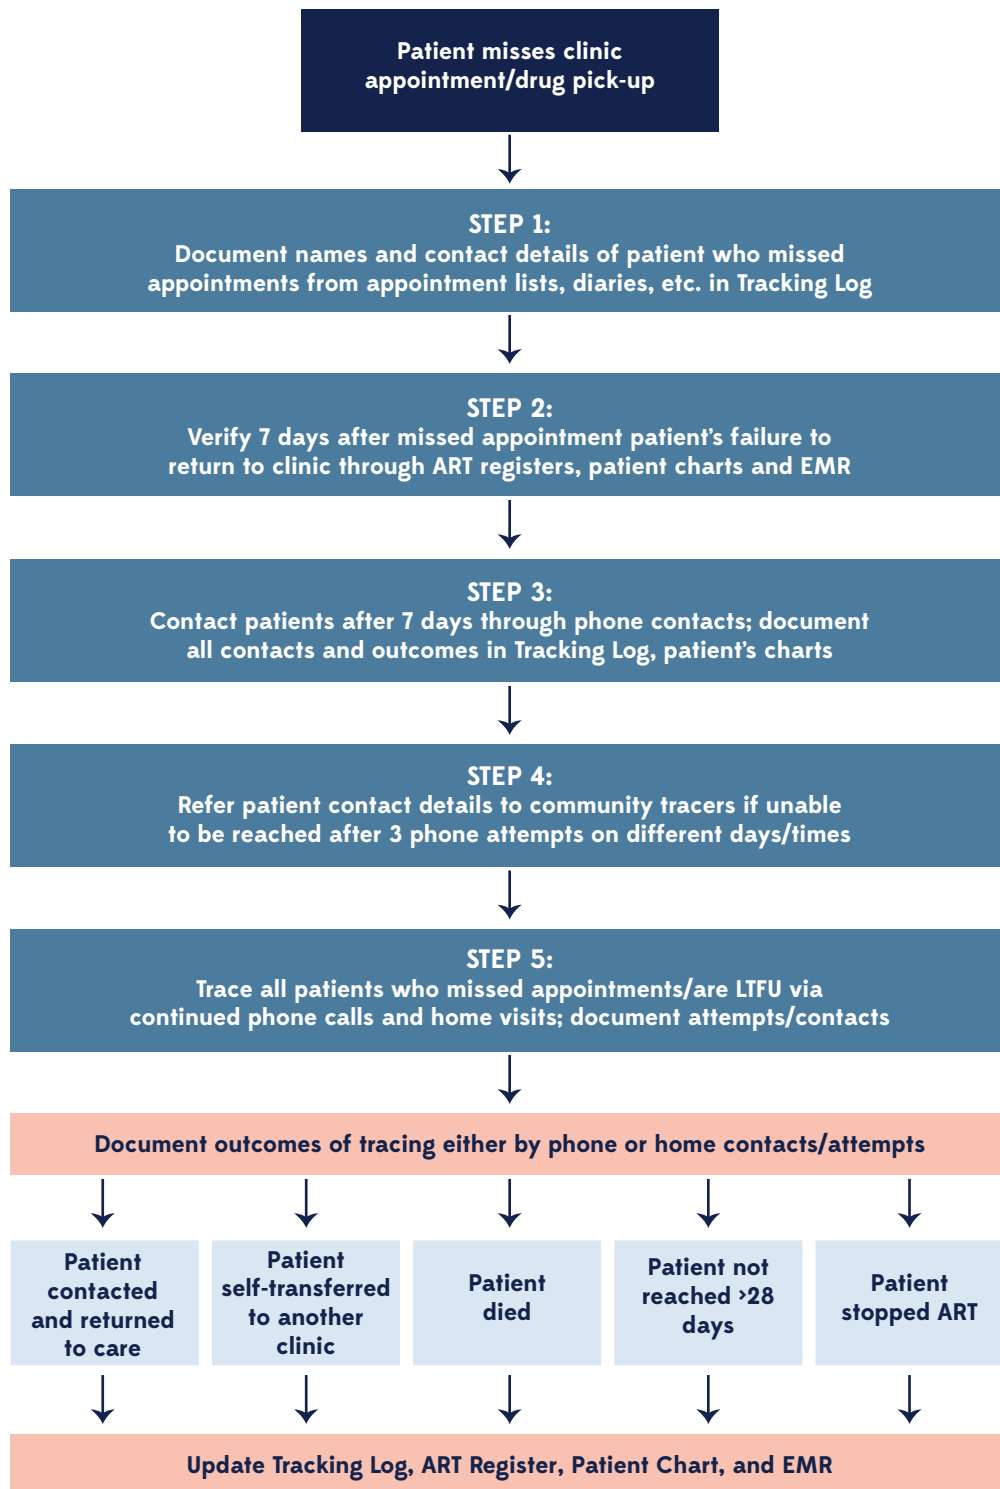 Patient misses clinic
appointment/drug pick-up
STEP 1:
Document names and contact details of patient who missed
appointments from appointment lists, diaries, etc. in Tracking Log
STEP 2:
Verify 7 days after missed appointment patient’s failure to
return to clinic through ART registers, patient charts and EMR
STEP 3:
Contact patients after 7 days through phone contacts; document
all contacts and outcomes in Tracking Log, patient’s charts
STEP 4:
Refer patient contact details to community tracers if unable
to be reached after 3 phone attempts on different days/times
STEP 5:
Trace all patients who missed appointments/are LTFU via
continued phone calls and home visits; document attempts/contacts
Document outcomes of tracing either by phone or home contacts/attempts
Patient
contacted
and returned
to care
Patient
self-transferred
to another
clinic
Patient
died
Patient not
reached >28
days
Patient
stopped ART
Update Tracking Log, ART Register, Patient Chart, and EMR